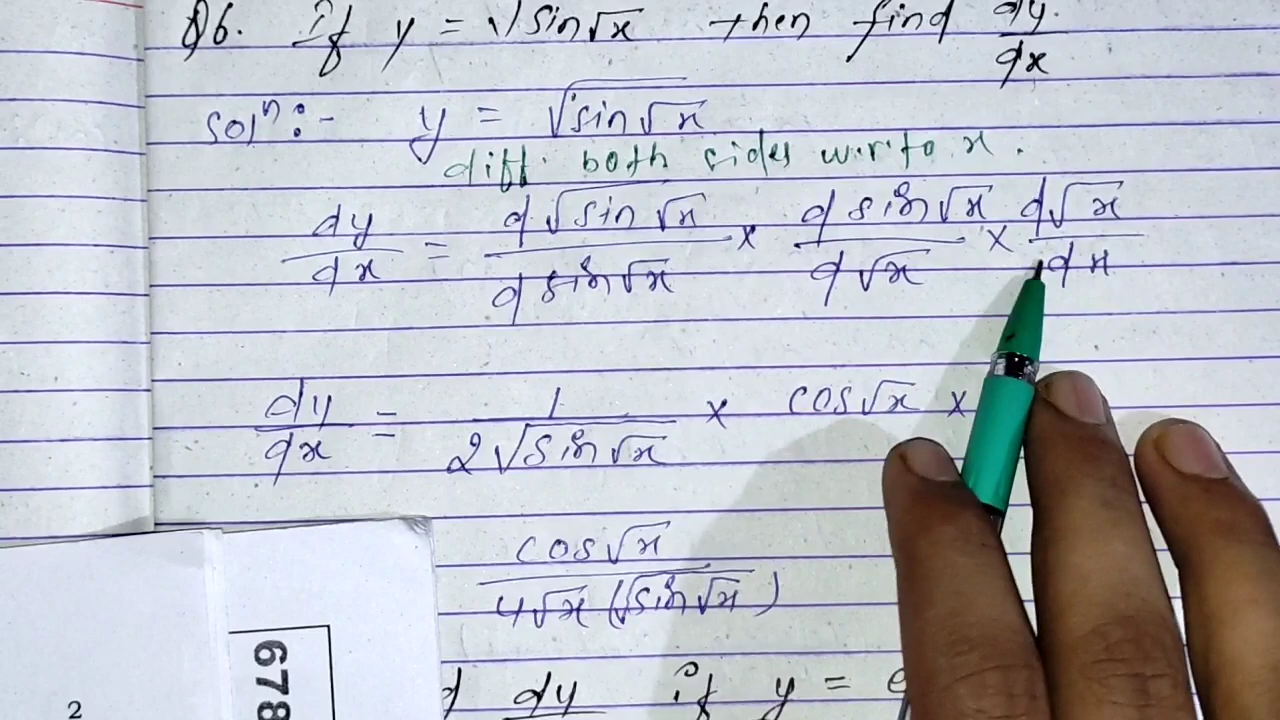 Q6. If y = √sin√x then find dy/dx
Solⁿ:- y = √sin√x
diff. both sides w.r.to x.
dy/dx = d√sin√x / d sin√x × d sin√x / d√x × d√x / dx
dy/dx = 1 / 2√sin√x × cos√x ×
cos√x / 4√x (√sin√x)
dy if y = e
2
678